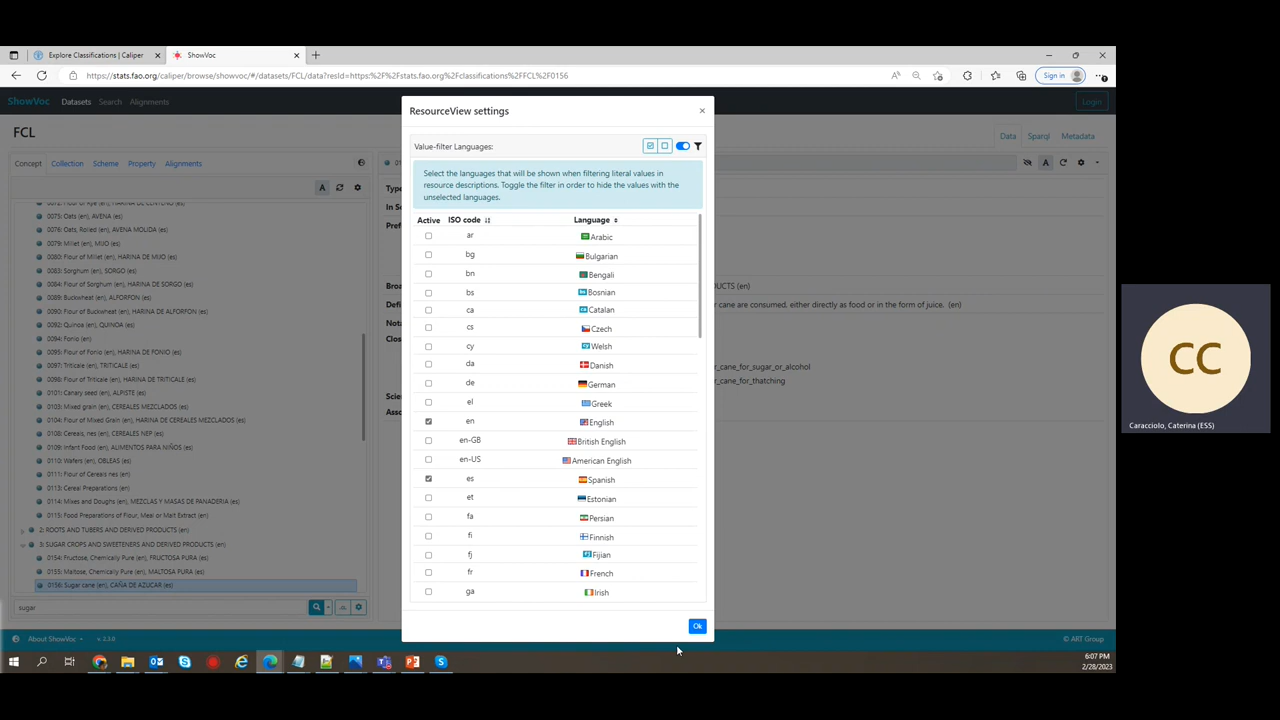 Explore Classifications | Caliper
ShowVoc
https://stats.fao.org/caliper/browse/showvoc/#/datasets/FCL/data?resId=https:%2F%2Fstats.fao.org%2Fclassifications%2FFCL%2F0156
Sign in
ShowVoc Datasets Search Alignments
Login
FCL
Data Sparql Metadata
Concept Collection Scheme Property Alignments
0075: Oats (en), AVENA (es)
0076: Oats, Rolled (en), AVENA MOLIDA (es)
0079: Millet (en), MIJO (es)
0080: Flour of Millet (en), HARINA DE MIJO (es)
0083: Sorghum (en), SORGO (es)
0084: Flour of Sorghum (en), HARINA DE SORGO (es)
0089: Buckwheat (en), ALFORFON (es)
0090: Flour of Buckwheat (en), HARINA DE ALFORFON (es)
0092: Quinoa (en), QUINOA (es)
0094: Fonio (en)
0095: Flour of Fonio (en), HARINA DE FONIO (es)
0097: Triticale (en), TRITICALE (es)
0098: Flour of Triticale (en), HARINA DE TRITICALE (es)
0101: Canary seed (en), ALPISTE (es)
0103: Mixed grain (en), CEREALES MEZCLADOS (es)
0104: Flour of Mixed Grain (en), HARINA DE CEREALES MEZCLADOS (es)
0108: Cereals, nes (en), CEREALES NEP (es)
0109: Infant Food (en), ALIMENTOS PARA NIÑOS (es)
0110: Wafers (en), OBLEAS (es)
0111: Flour of Cereals nes (en)
0113: Cereal Preparations (en)
0114: Mixes and Doughs (en), MEZCLAS Y MASAS DE PANADERIA (es)
0115: Food Preparations of Flour, Meal or Malt Extract (en)
2: ROOTS AND TUBERS AND DERIVED PRODUCTS (en)
3: SUGAR CROPS AND SWEETENERS AND DERIVED PRODUCTS (en)
0154: Fructose, Chemically Pure (en), FRUCTOSA PURA (es)
0155: Maltose, Chemically Pure (en), MALTOSA PURA (es)
0156: Sugar cane (en), CAÑA DE AZUCAR (es)
sugar
ResourceView settings
×
Value-filter Languages:
Select the languages that will be shown when filtering literal values in
resource descriptions. Toggle the filter in order to hide the values with the
unselected languages.
Active ISO code Language
ar Arabic
bg Bulgarian
bn Bengali
bs Bosnian
ca Catalan
cs Czech
cy Welsh
da Danish
de German
el Greek
en English
en-GB British English
en-US American English
es Spanish
et Estonian
fa Persian
fi Finnish
fj Fijian
fr French
ga Irish
Ok
CTS (en)
cane are consumed, either directly as food or in the form of juice. (en)
_cane_for_sugar_or_alcohol
_cane_for_thatching
About ShowVoc
v. 2.3.0
© ART Group
6:07 PM
2/28/2023
CC
Caracciolo, Caterina (ESS)